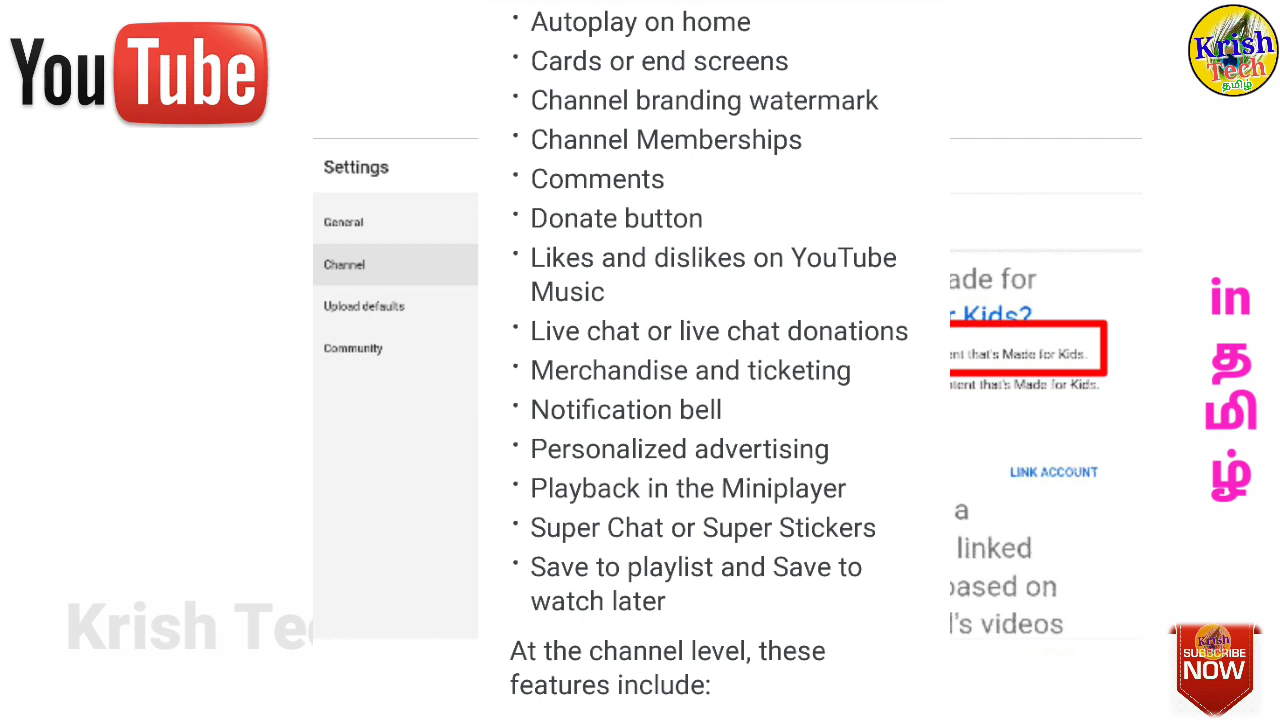 YouTube
Krish
Tech
தமிழ்
Settings
General
Channel
Upload defaults
Community
• Autoplay on home
• Cards or end screens
• Channel branding watermark
• Channel Memberships
• Comments
• Donate button
• Likes and dislikes on YouTube
Music
• Live chat or live chat donations
• Merchandise and ticketing
• Notification bell
• Personalized advertising
• Playback in the Miniplayer
• Super Chat or Super Stickers
• Save to playlist and Save to
watch later
At the channel level, these
features include:
ade for
r Kids?
ent that's Made for Kids.
ntent that's Made for Kids.
LINK ACCOUNT
a
linked
based on
l's videos
in
த
மி
ழ்
Krish Te
Krish
SUBSCRIBE
NOW